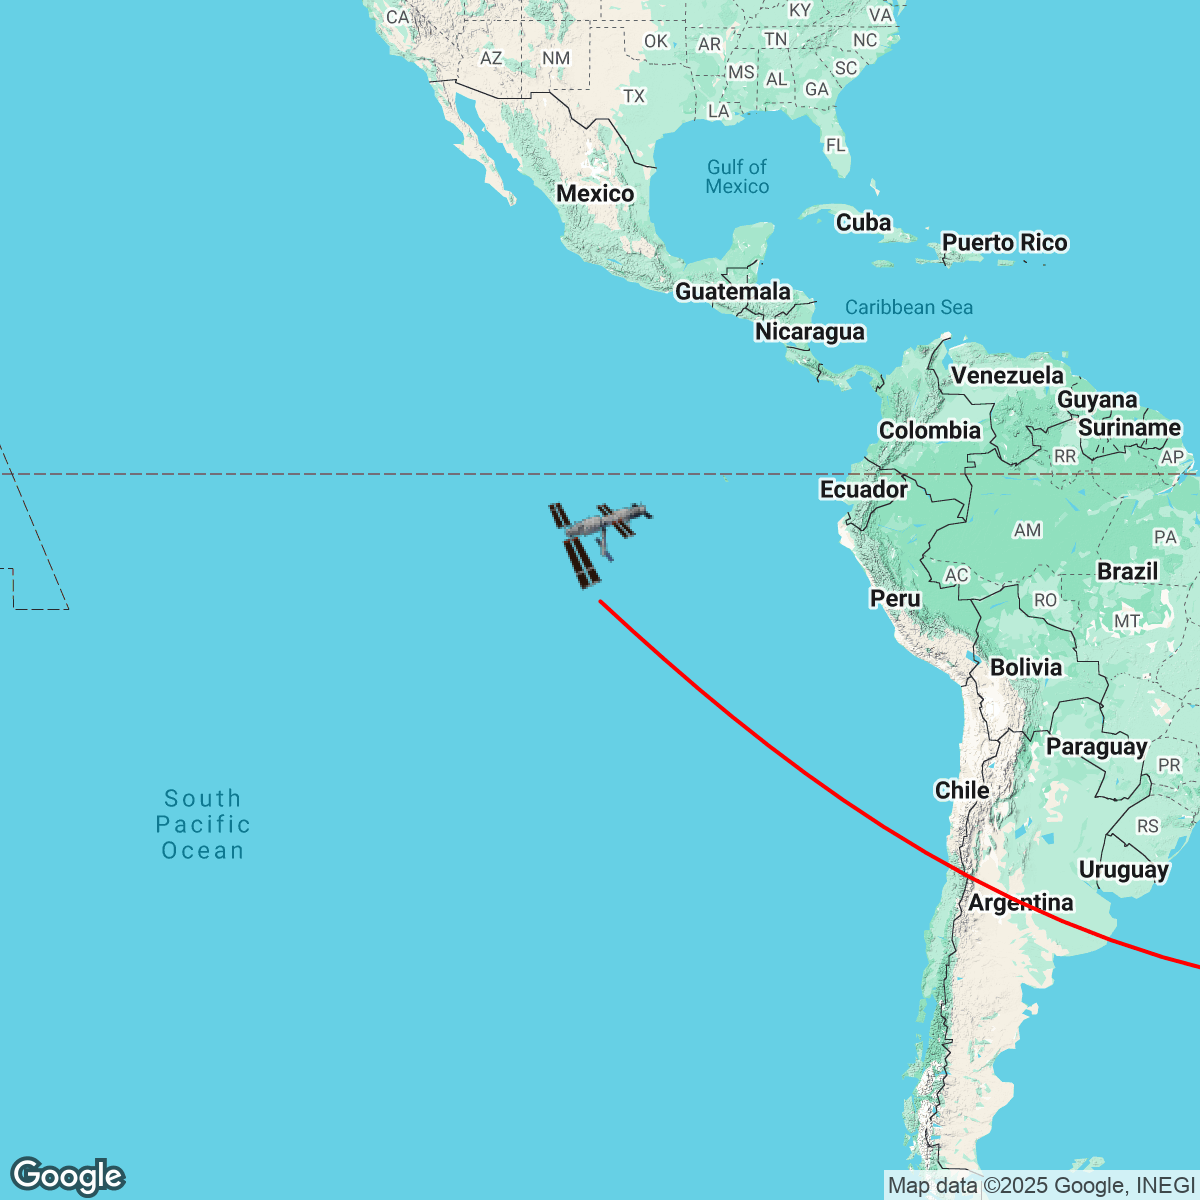 CA
KY
VA
OK
AR
TN
NC
AZ
NM
MS
AL
SC
GA
TX
LA
FL
Gulf of
Mexico
Mexico
Cuba
Puerto Rico
Guatemala
Caribbean Sea
Nicaragua
Venezuela
Guyana
Colombia
Suriname
RR
AP
Ecuador
AM
PA
AC
Brazil
Peru
RO
MT
Bolivia
Paraguay
PR
Chile
South
Pacific
Ocean
RS
Uruguay
Argentina
Google
Map data ©2025 Google, INEGI